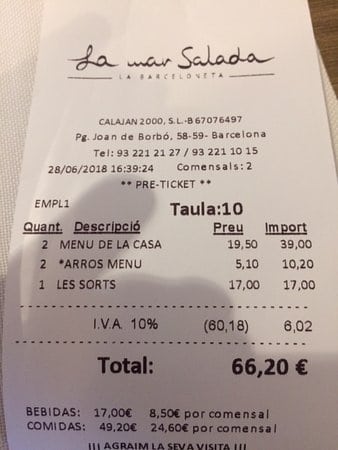 La mar Salada
LA BARCELONETA
CALAJAN 2000, S.L.-B67076497
Pg. Joan de Borbó, 58-59- Barcelona
Tel: 93 221 21 27 / 93 221 10 15
28/06/2018 16:39:24 Comensals: 2
** PRE-TICKET **
EMPL1 Taula:10
Quant. Descripció Preu Import
2 MENU DE LA CASA 19,50 39,00
2 *ARROS MENU 5,10 10,20
1 LES SORTS 17,00 17,00
I.V.A. 10% (60,18) 6,02
Total: 66,20 €
BEBIDAS: 17,00€ 8,50€ por comensal
COMIDAS: 49,20€ 24,60€ por comensal
¡¡¡ AGRAIM LA SEVA VISITA ¡¡¡